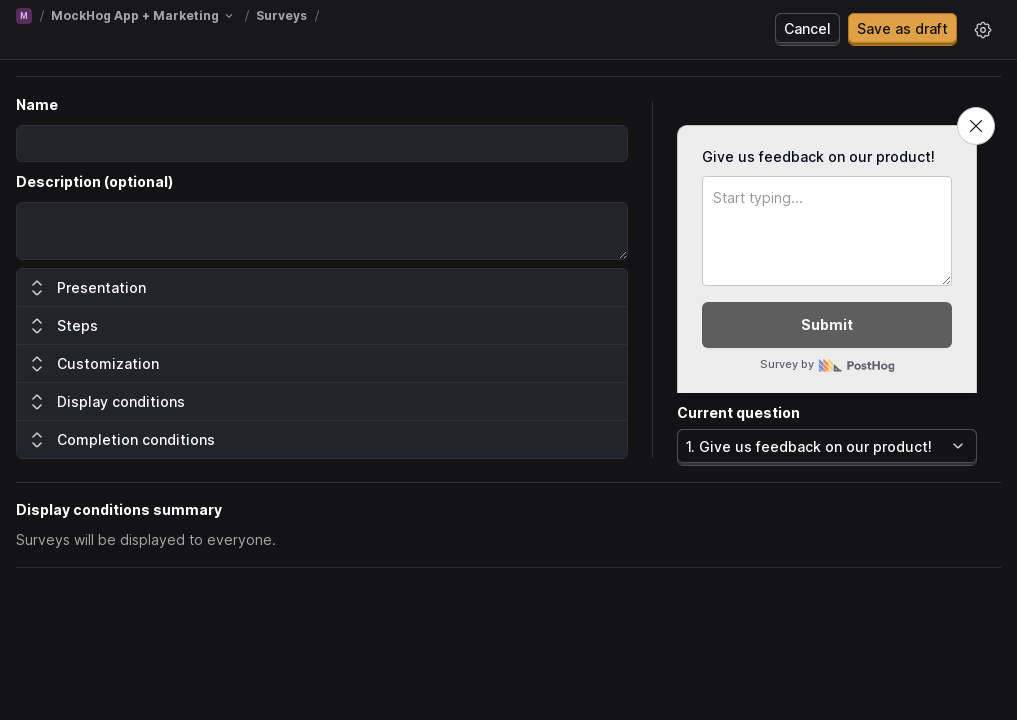 M / MockHog App + Marketing / Surveys /
Cancel
Save as draft
Name
Description (optional)
Presentation
Steps
Customization
Display conditions
Completion conditions
Give us feedback on our product!
Start typing...
Submit
Survey by PostHog
Current question
1. Give us feedback on our product!
Display conditions summary
Surveys will be displayed to everyone.